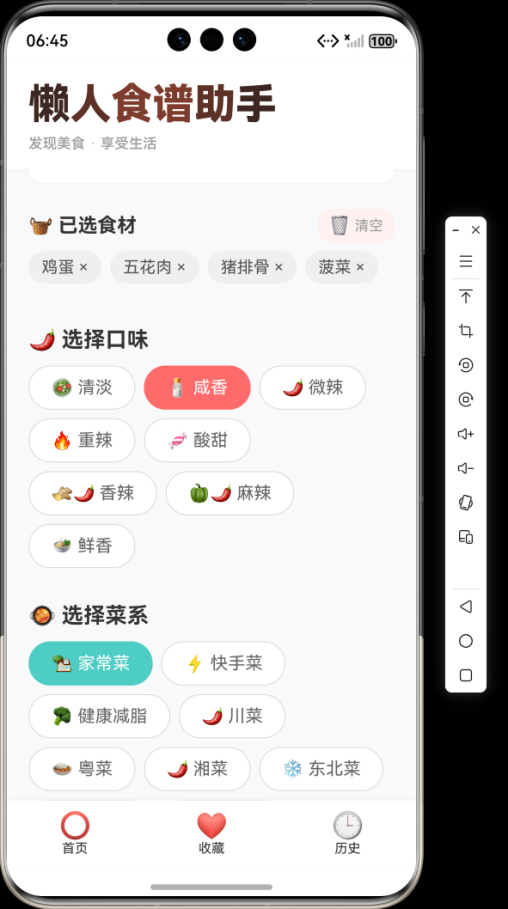 06:45
100
懒人食谱助手
发现美食 · 享受生活
已选食材
清空
鸡蛋 × 五花肉 × 猪排骨 × 菠菜 ×
选择口味
清淡 咸香 微辣
重辣 酸甜
香辣 麻辣
鲜香
选择菜系
家常菜 快手菜
健康减脂 川菜
粤菜 湘菜 东北菜
首页 收藏 历史